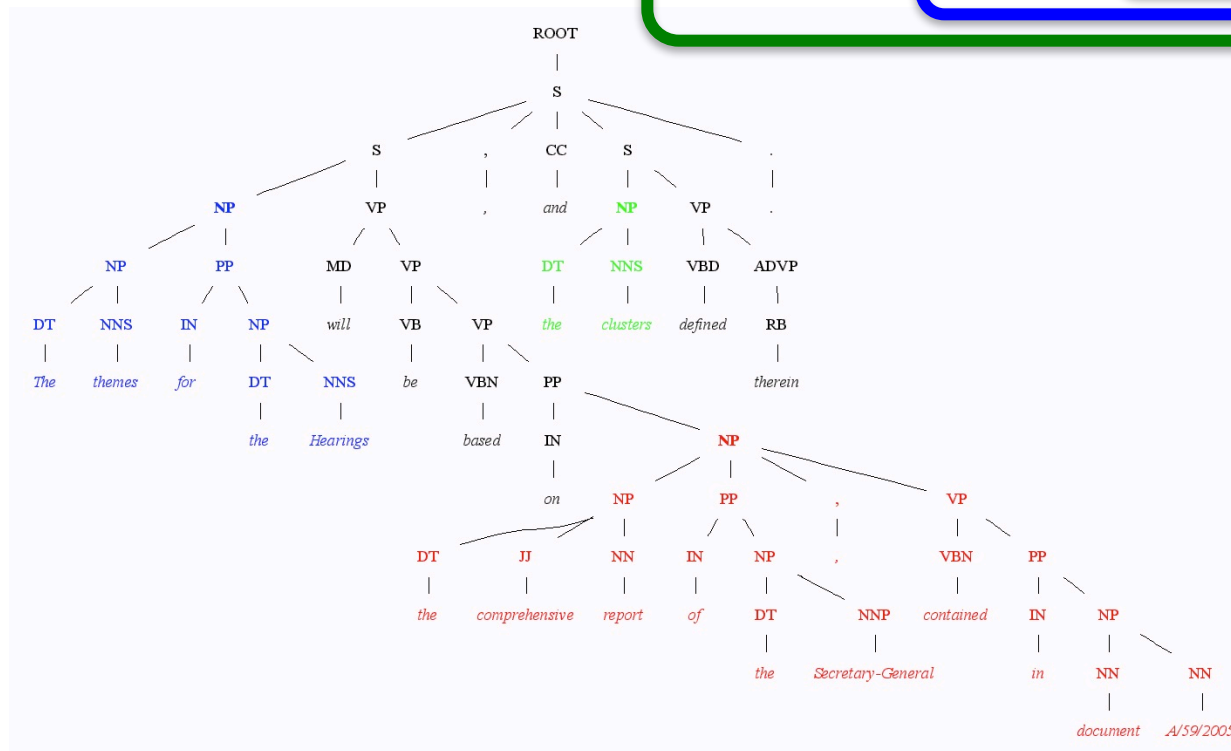 ROOT
S
S , CC S .
NP VP , and NP VP .
NP PP MD VP DT NNS VBD ADVP
DT NNS IN NP will VB VP the clusters defined RB
The themes for DT NNS be VBN PP therein
the Hearings based IN NP
on NP PP , VP
DT JJ NN IN NP , VBN PP
the comprehensive report of DT NNP contained IN NP
the Secretary-General in NN NN
document A/59/2005